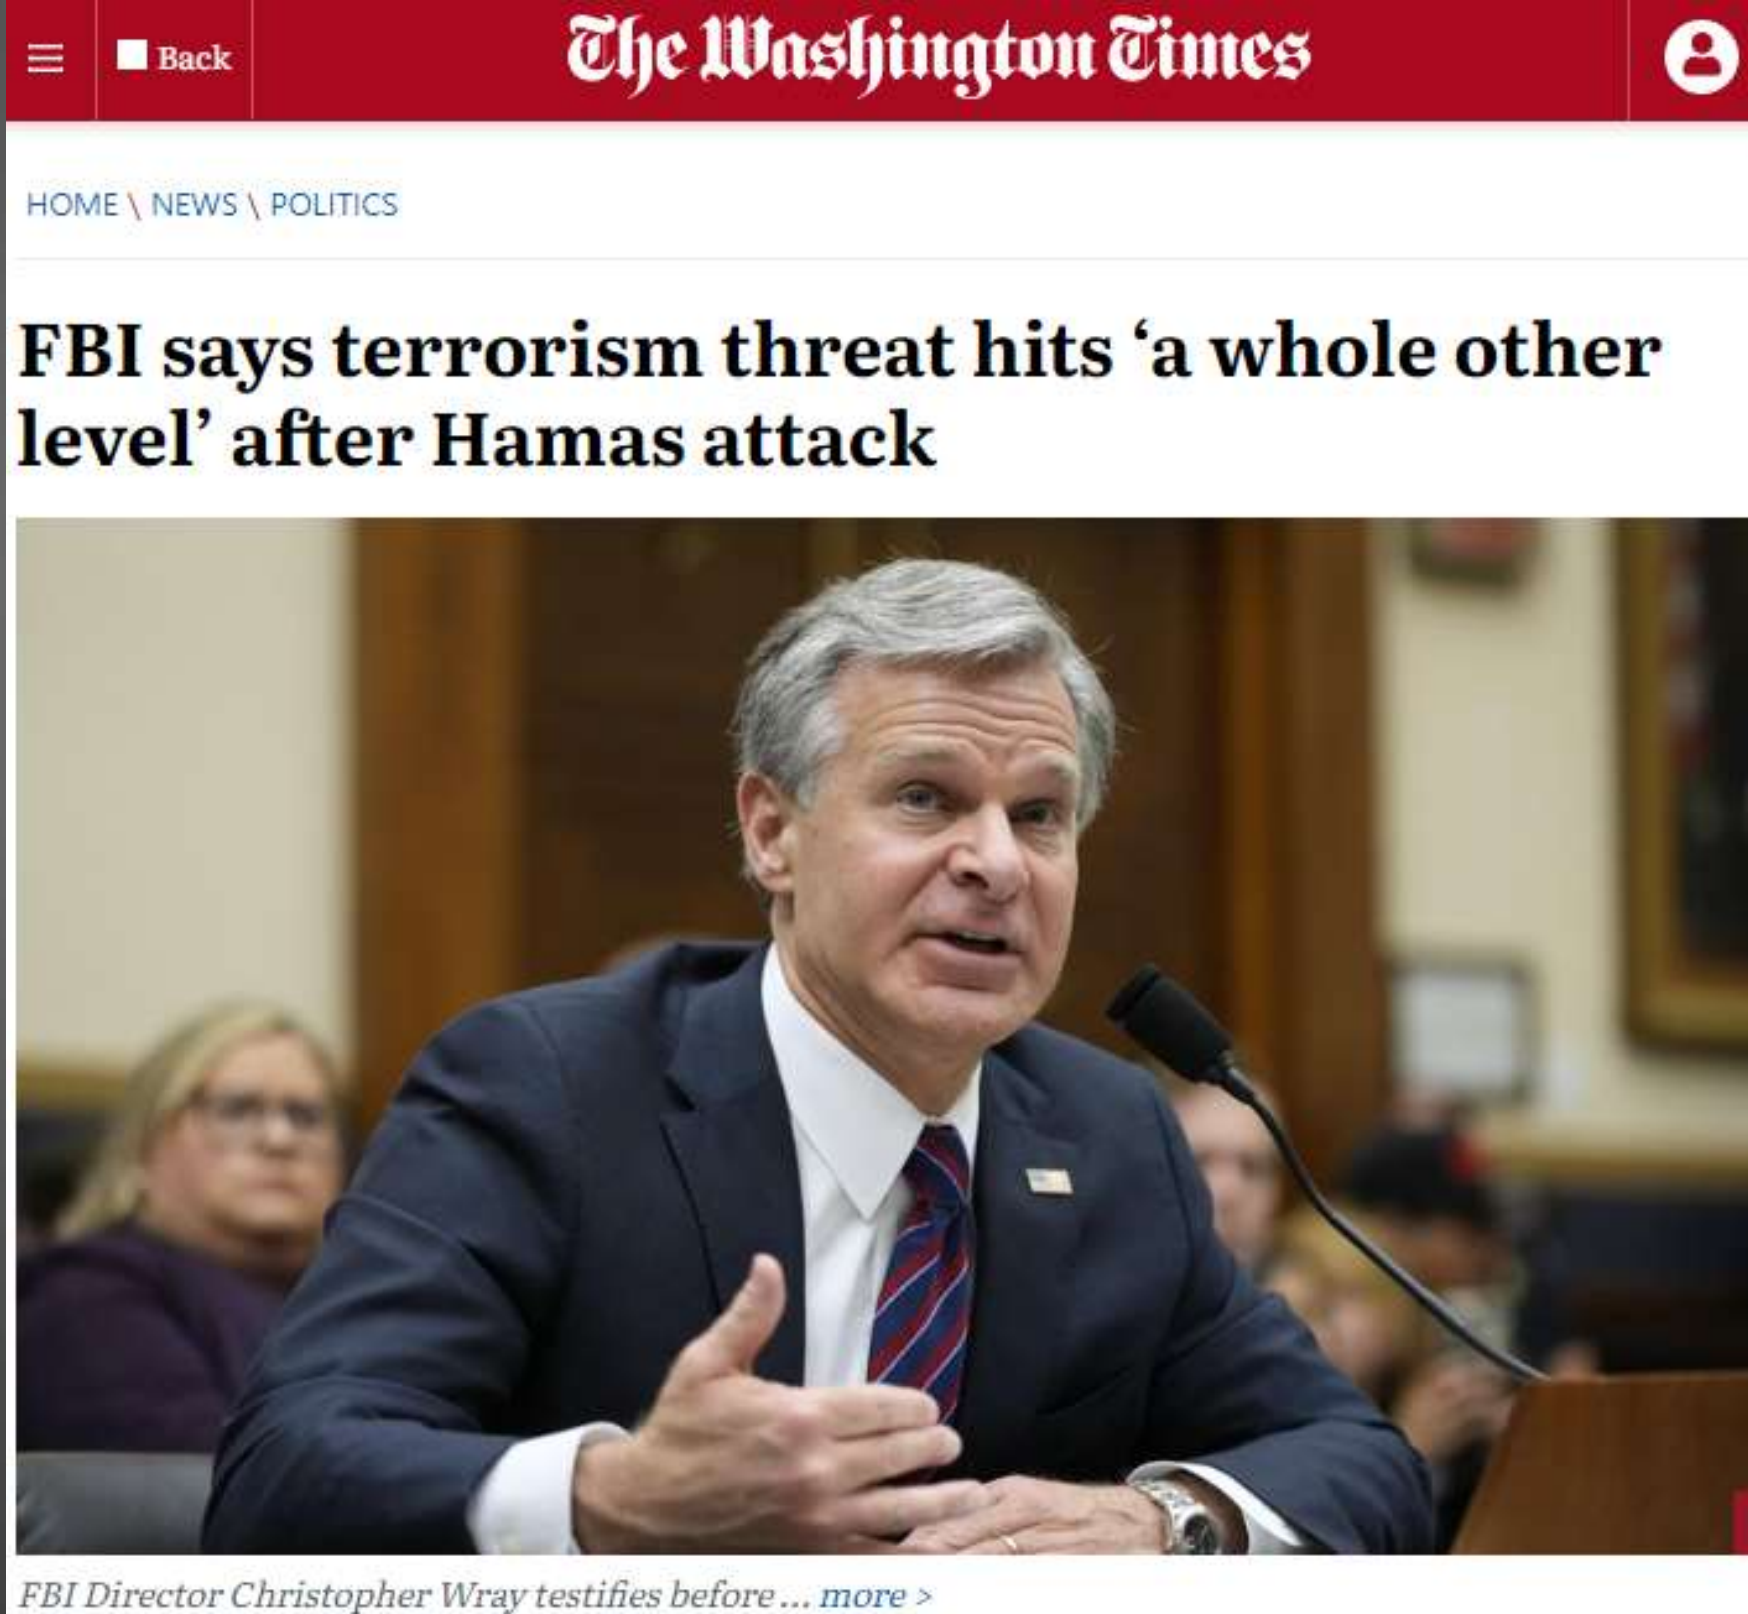 Back
The Washington Times
HOME \ NEWS \ POLITICS
FBI says terrorism threat hits ‘a whole other
level’ after Hamas attack
FBI Director Christopher Wray testifies before ... more >